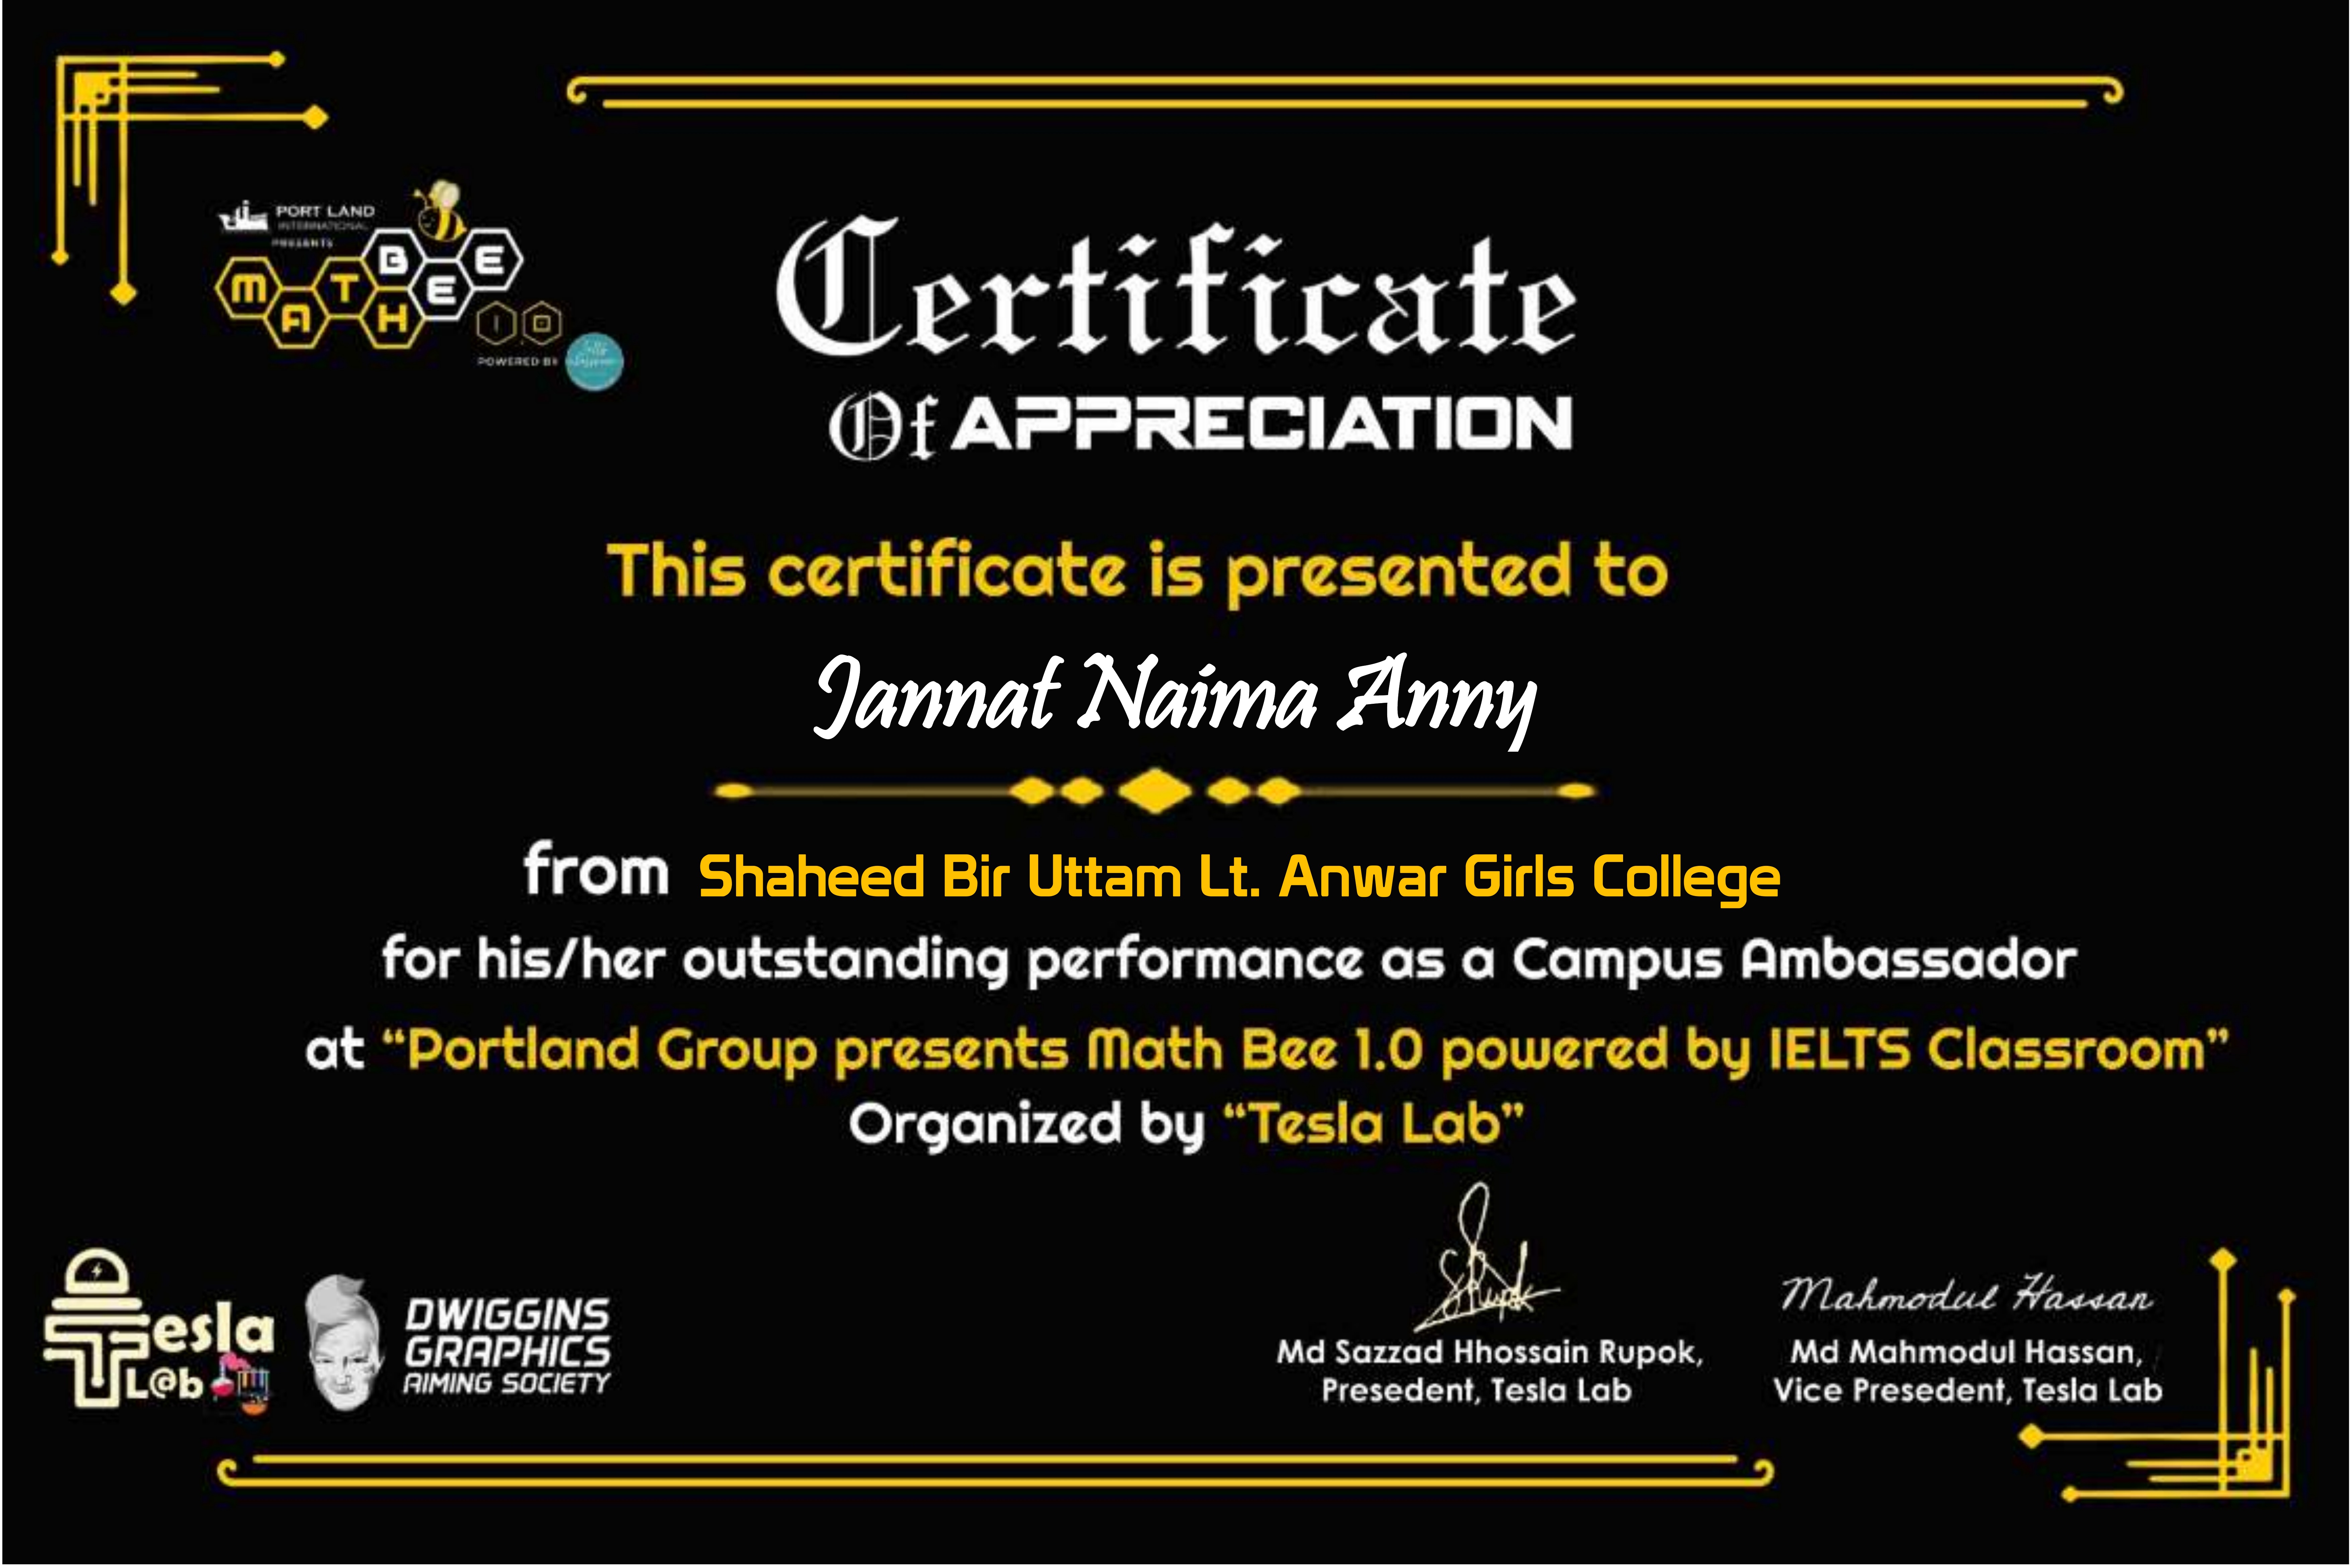 PORT LAND
INTERNATIONAL
PRESENTS
MATH BEE
1.0
POWERED BY
Certificate
Of APPRECIATION
This certificate is presented to
Jannat Naima Anny
from Shaheed Bir Uttam Lt. Anwar Girls College
for his/her outstanding performance as a Campus Ambassador
at “Portland Group presents Math Bee 1.0 powered by IELTS Classroom”
Organized by “Tesla Lab”
Tesla
L@b
DWIGGINS
GRAPHICS
AIMING SOCIETY
Mahmodul Hassan
Md Sazzad Hhossain Rupok,
Presedent, Tesla Lab
Md Mahmodul Hassan,
Vice Presedent, Tesla Lab